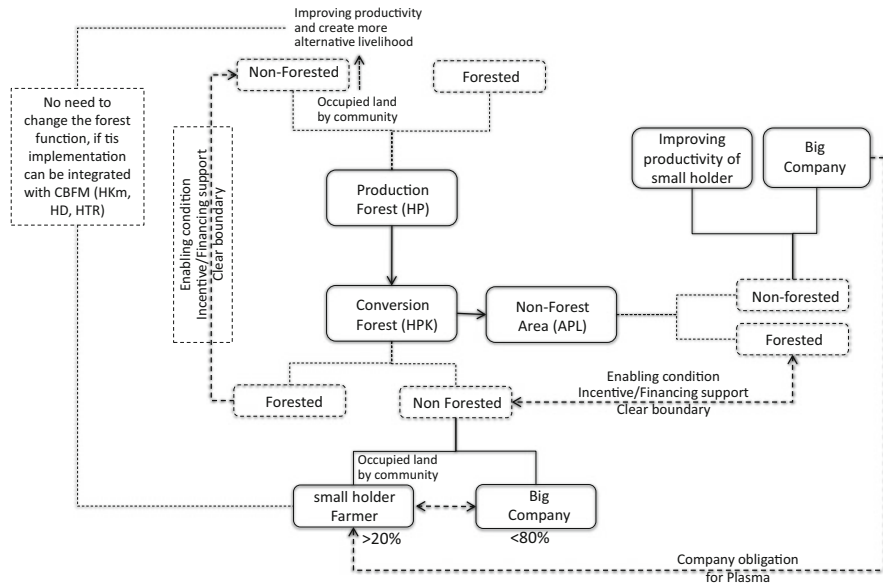 Improving productivity
and create more
alternative livelihood
Non-Forested
Forested
Occupied land
by community
No need to
change the forest
function, if tis
implementation
can be integrated
with CBFM (HKm,
HD, HTR)
Enabling condition
Incentive/Financing support
Clear boundary
Improving
productivity of
small holder
Big
Company
Production
Forest (HP)
Conversion
Forest (HPK)
Non-Forest
Area (APL)
Non-forested
Forested
Enabling condition
Incentive/Financing support
Clear boundary
Forested
Non Forested
Occupied land
by community
small holder
Farmer
Big
Company
>20%
<80%
Company obligation
for Plasma